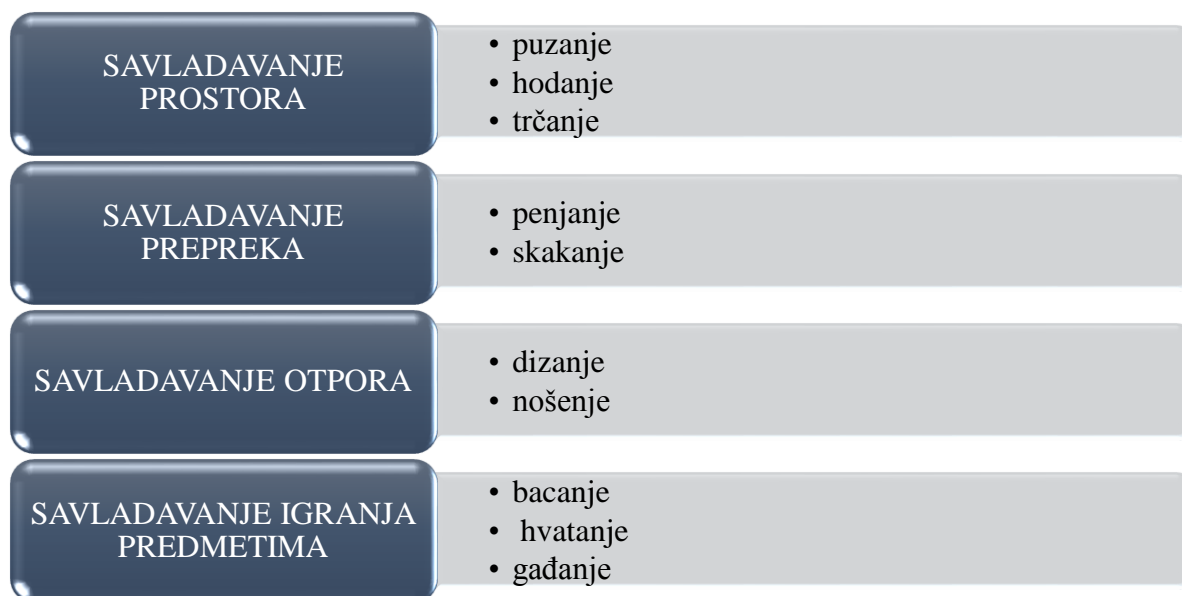 SAVLADAVANJE
PROSTORA
• puzanje
• hodanje
• trčanje
SAVLADAVANJE
PREPREKA
• penjanje
• skakanje
SAVLADAVANJE OTPORA
• dizanje
• nošenje
SAVLADAVANJE IGRANJA
PREDMETIMA
• bacanje
• hvatanje
• gađanje